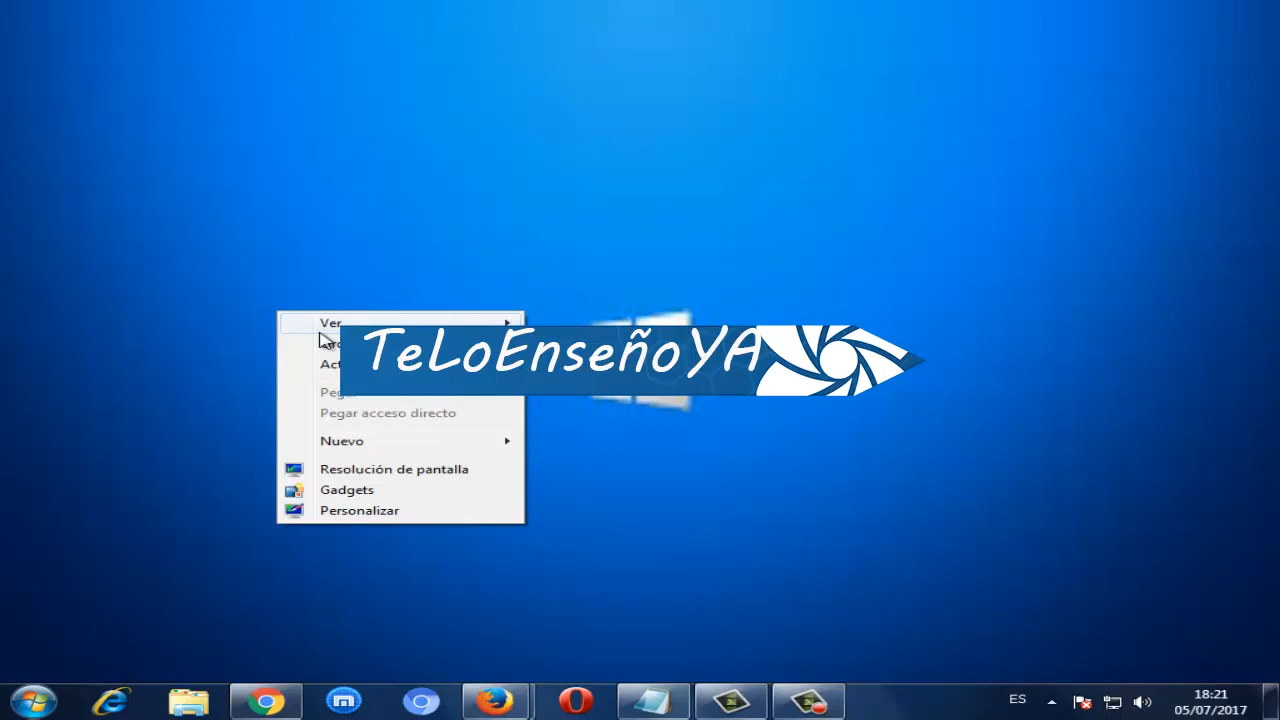 Ver
TeLoEnseñoYA
Pegar acceso directo
Nuevo
Resolución de pantalla
Gadgets
Personalizar
ES
18:21
05/07/2017